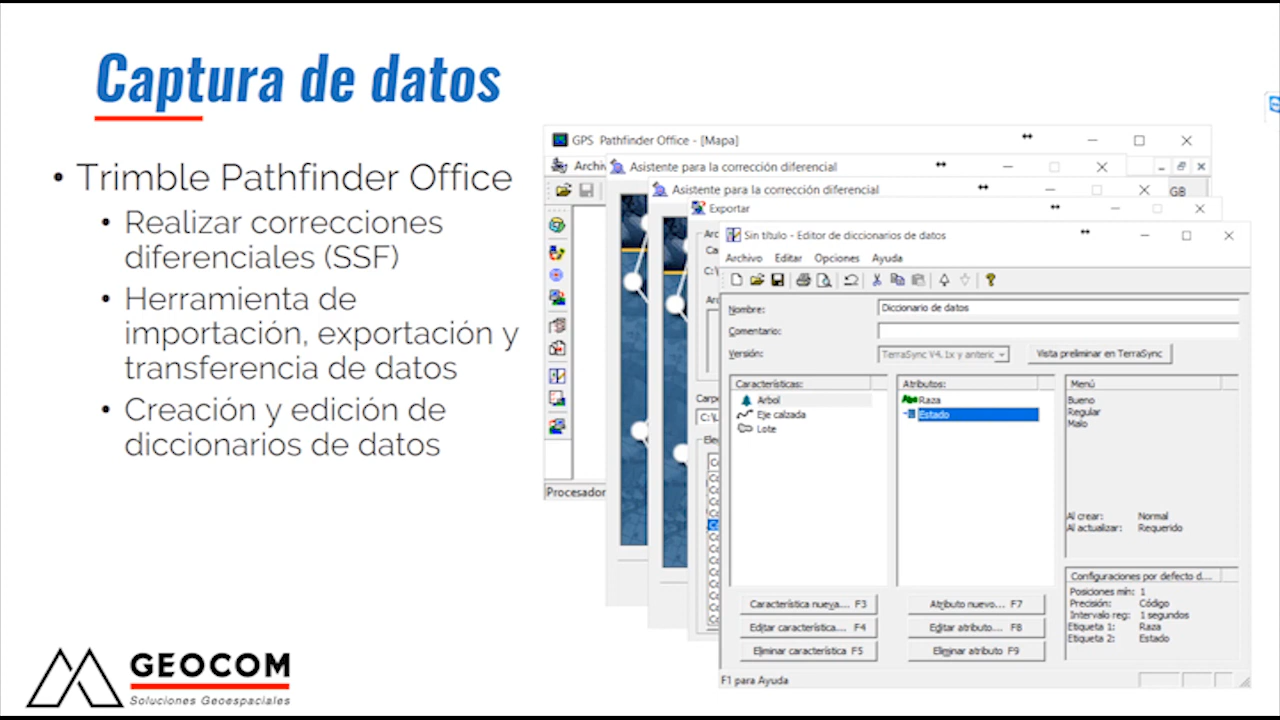 Captura de datos
• Trimble Pathfinder Office
• Realizar correcciones
diferenciales (SSF)
• Herramienta de
importación, exportación y
transferencia de datos
• Creación y edición de
diccionarios de datos
GEOCOM
Soluciones Geoespaciales
GPS Pathfinder Office - [Mapa]
Asistente para la corrección diferencial
GB
Asistente para la corrección diferencial
Exportar
Procesador
Sin título - Editor de diccionarios de datos
Archivo Editar Opciones Ayuda
Nombre: Diccionario de datos
Comentario:
Versión: TerraSync V4.1x y anteric Vista preliminar en TerraSync
Características:
Arbol
Eje calzada
Lote
Atributos:
Raza
Estado
Menú
Bueno
Regular
Malo
Al crear: Normal
Al actualizar: Requerido
Configuraciones por defecto d...
Posiciones min: 1
Precisión: Código
Intervalo reg: 1 segundos
Etiqueta 1: Raza
Etiqueta 2: Estado
Característica nueva... F3
Editar característica... F4
Eliminar característica F5
Atributo nuevo... F7
Editar atributo... F8
Eliminar atributo F9
F1 para Ayuda